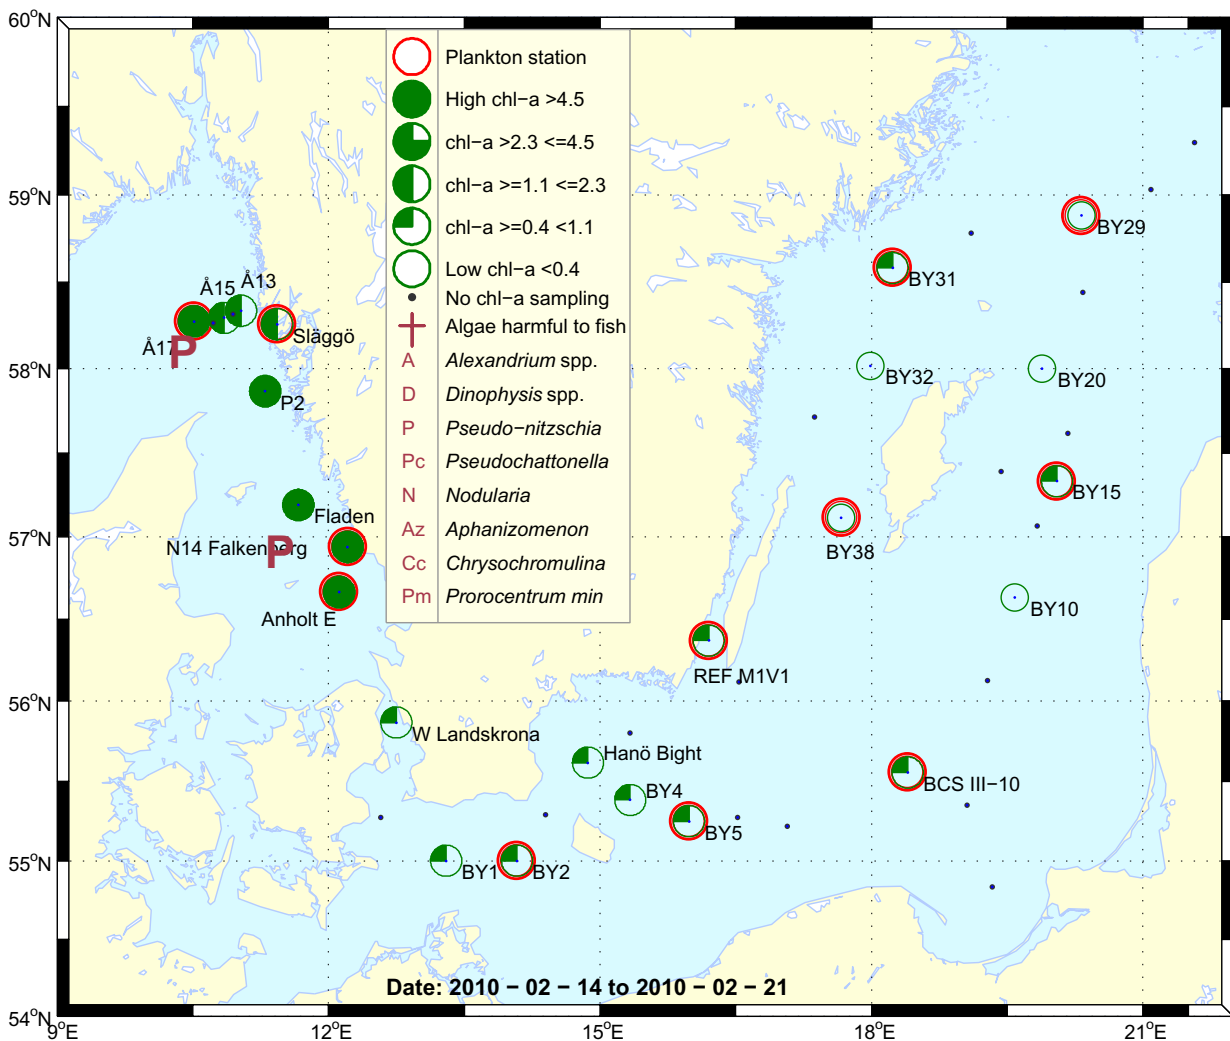 60°N
59°N
58°N
57°N
56°N
55°N
54°N
9°E
12°E
15°E
18°E
21°E
Plankton station
High chl−a >4.5
chl−a >2.3 <=4.5
chl−a >=1.1 <=2.3
chl−a >=0.4 <1.1
Low chl−a <0.4
No chl−a sampling
Algae harmful to fish
A Alexandrium spp.
D Dinophysis spp.
P Pseudo−nitzschia
Pc Pseudochattonella
N Nodularia
Az Aphanizomenon
Cc Chrysochromulina
Pm Prorocentrum min
Å15
Å13
Å17
P
Släggö
P2
Fladen
N14 Falkenberg
P
Anholt E
W Landskrona
Hanö Bight
BY4
BY5
BY1
BY2
REF M1V1
BCS III−10
BY29
BY31
BY32
BY20
BY15
BY38
BY10
Date: 2010 − 02 − 14 to 2010 − 02 − 21